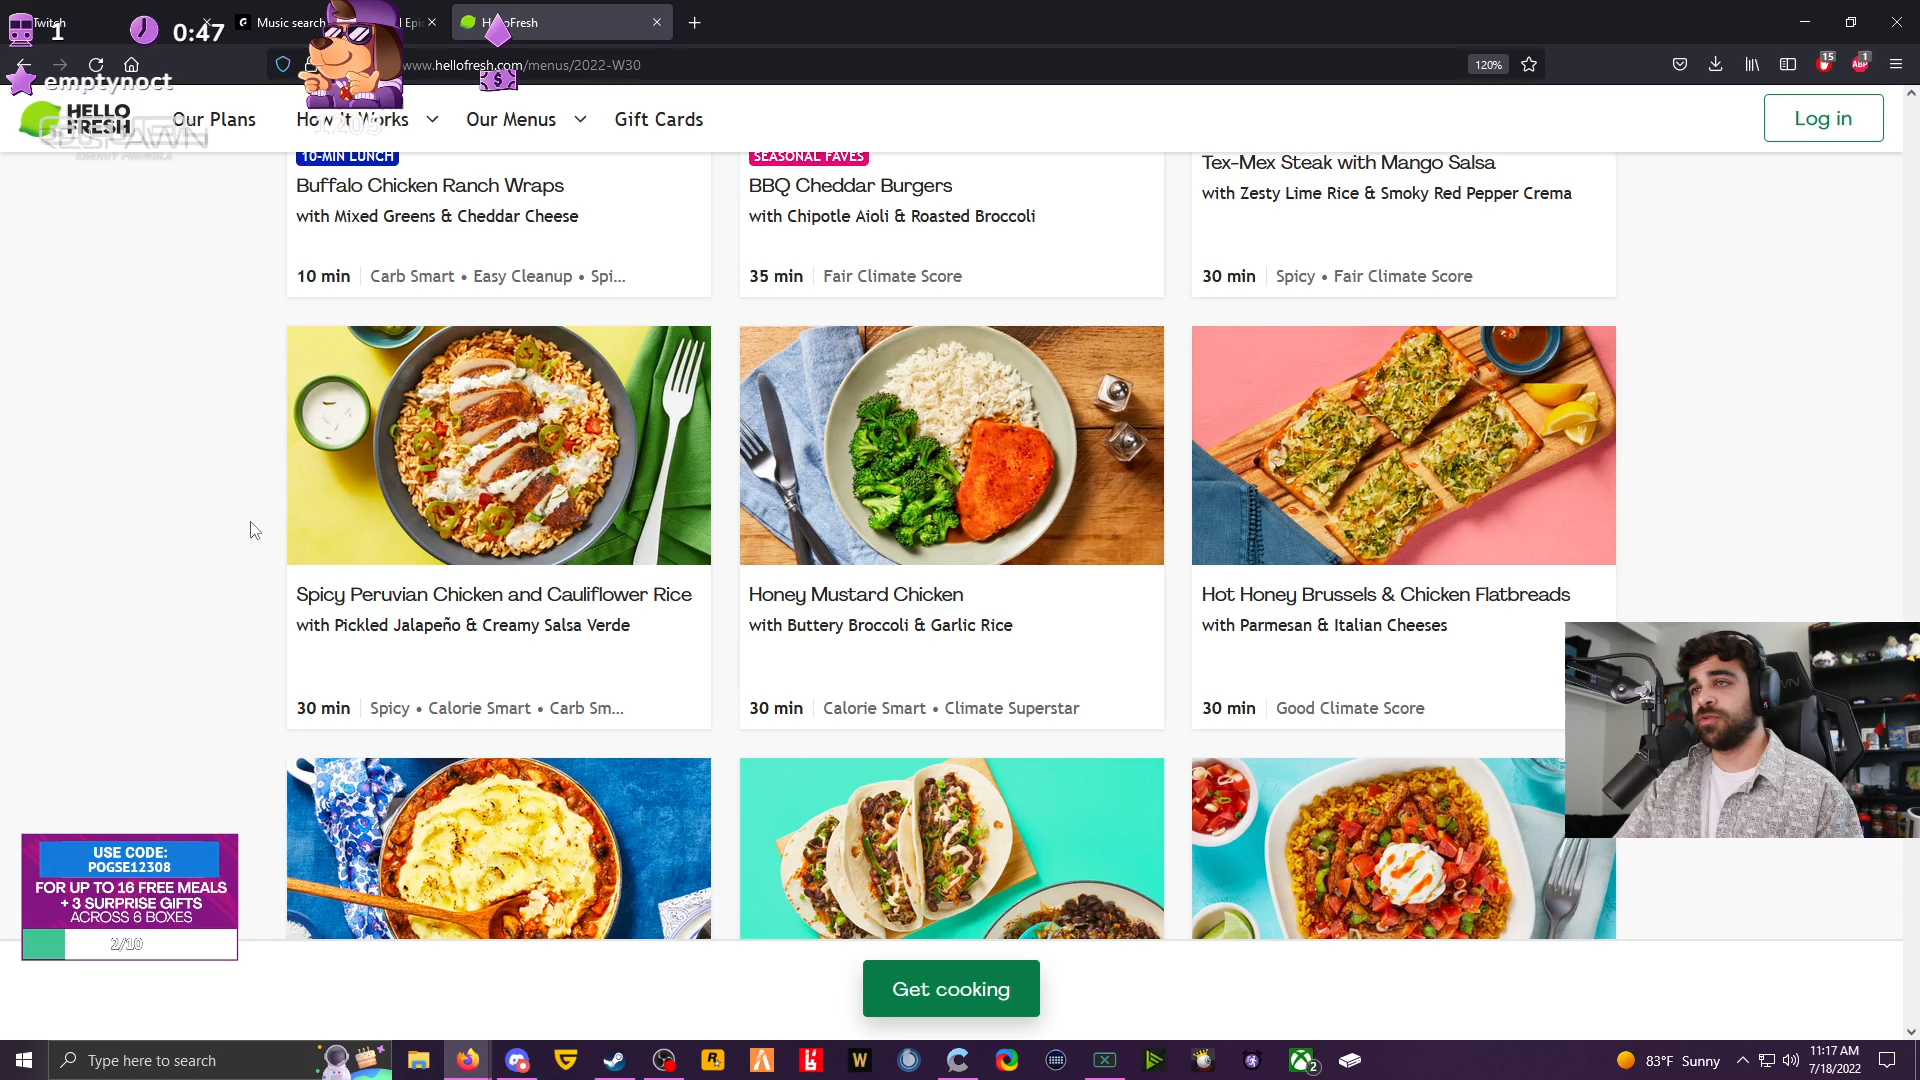 Twitch
Music search
Epi
HelloFresh
1
0:47
www.hellofresh.com/menus/2022-W30
120%
15
1
emptynoct
HELLO
FRESH
Our Plans
How It Works
Our Menus
Gift Cards
Log in
ENERGY FORMULA
10-MIN LUNCH
Buffalo Chicken Ranch Wraps
with Mixed Greens & Cheddar Cheese
10 min
Carb Smart • Easy Cleanup • Spi...
SEASONAL FAVES
BBQ Cheddar Burgers
with Chipotle Aioli & Roasted Broccoli
35 min
Fair Climate Score
Tex-Mex Steak with Mango Salsa
with Zesty Lime Rice & Smoky Red Pepper Crema
30 min
Spicy • Fair Climate Score
Spicy Peruvian Chicken and Cauliflower Rice
with Pickled Jalapeño & Creamy Salsa Verde
30 min
Spicy • Calorie Smart • Carb Sm...
Honey Mustard Chicken
with Buttery Broccoli & Garlic Rice
30 min
Calorie Smart • Climate Superstar
Hot Honey Brussels & Chicken Flatbreads
with Parmesan & Italian Cheeses
30 min
Good Climate Score
USE CODE:
POGSE12308
FOR UP TO 16 FREE MEALS
+ 3 SURPRISE GIFTS
ACROSS 6 BOXES
2/10
Get cooking
Type here to search
83°F Sunny
11:17 AM
7/18/2022